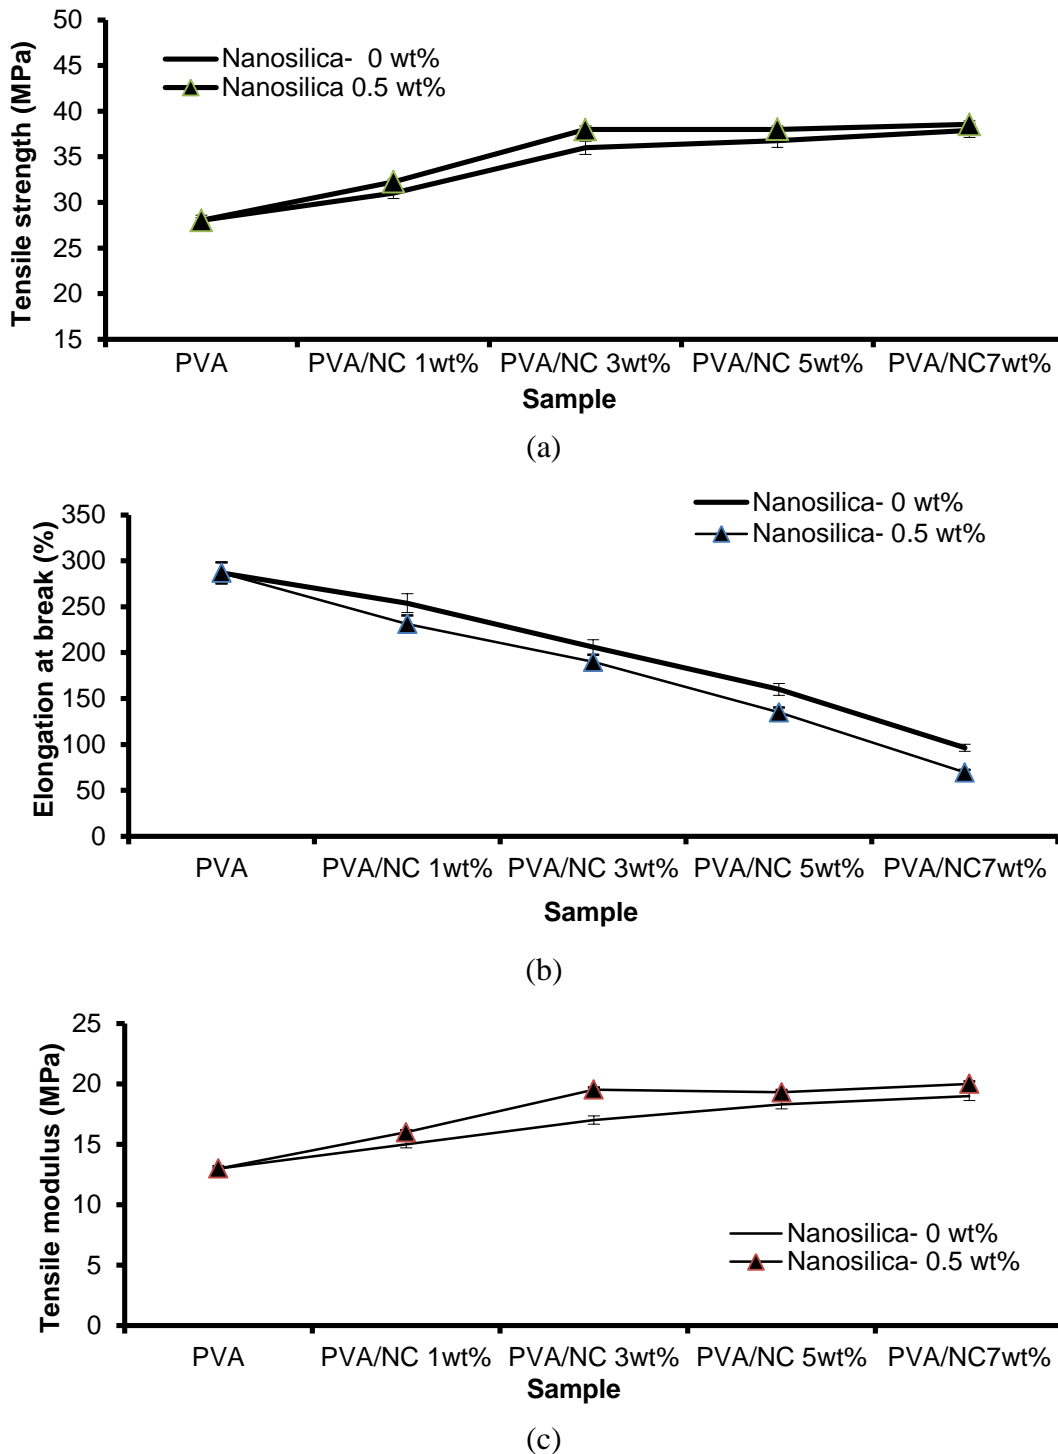 50
45
40
35
30
25
20
15
Tensile strength (MPa)
Nanosilica-  0 wt%
Nanosilica 0.5 wt%
PVA PVA/NC 1wt% PVA/NC 3wt% PVA/NC 5wt% PVA/NC7wt%
Sample
(a)
350
300
250
200
150
100
50
0
Elongation at break (%)
Nanosilica- 0 wt%
Nanosilica- 0.5 wt%
PVA PVA/NC 1wt% PVA/NC 3wt% PVA/NC 5wt% PVA/NC7wt%
Sample
(b)
25
20
15
10
5
0
Tensile modulus (MPa)
Nanosilica- 0 wt%
Nanosilica- 0.5 wt%
PVA PVA/NC 1wt% PVA/NC 3wt% PVA/NC 5wt% PVA/NC7wt%
Sample
(c)